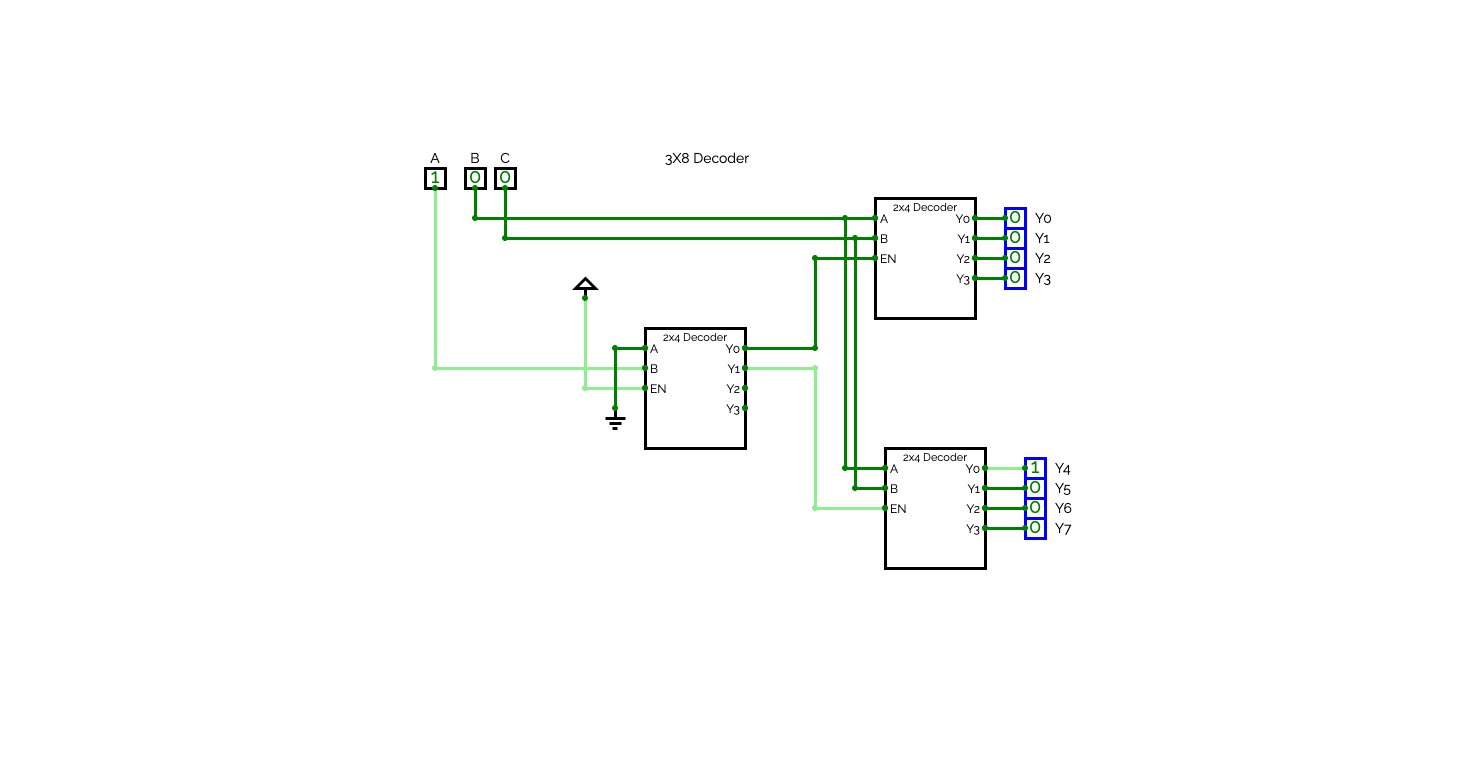 3X8 Decoder
A B C
1 0 0
2x4 Decoder
A Y0 0 Y0
B Y1 0 Y1
EN Y2 0 Y2
Y3 0 Y3
2x4 Decoder
A Y0
B Y1
EN Y2
Y3
2x4 Decoder
A Y0 1 Y4
B Y1 0 Y5
EN Y2 0 Y6
Y3 0 Y7